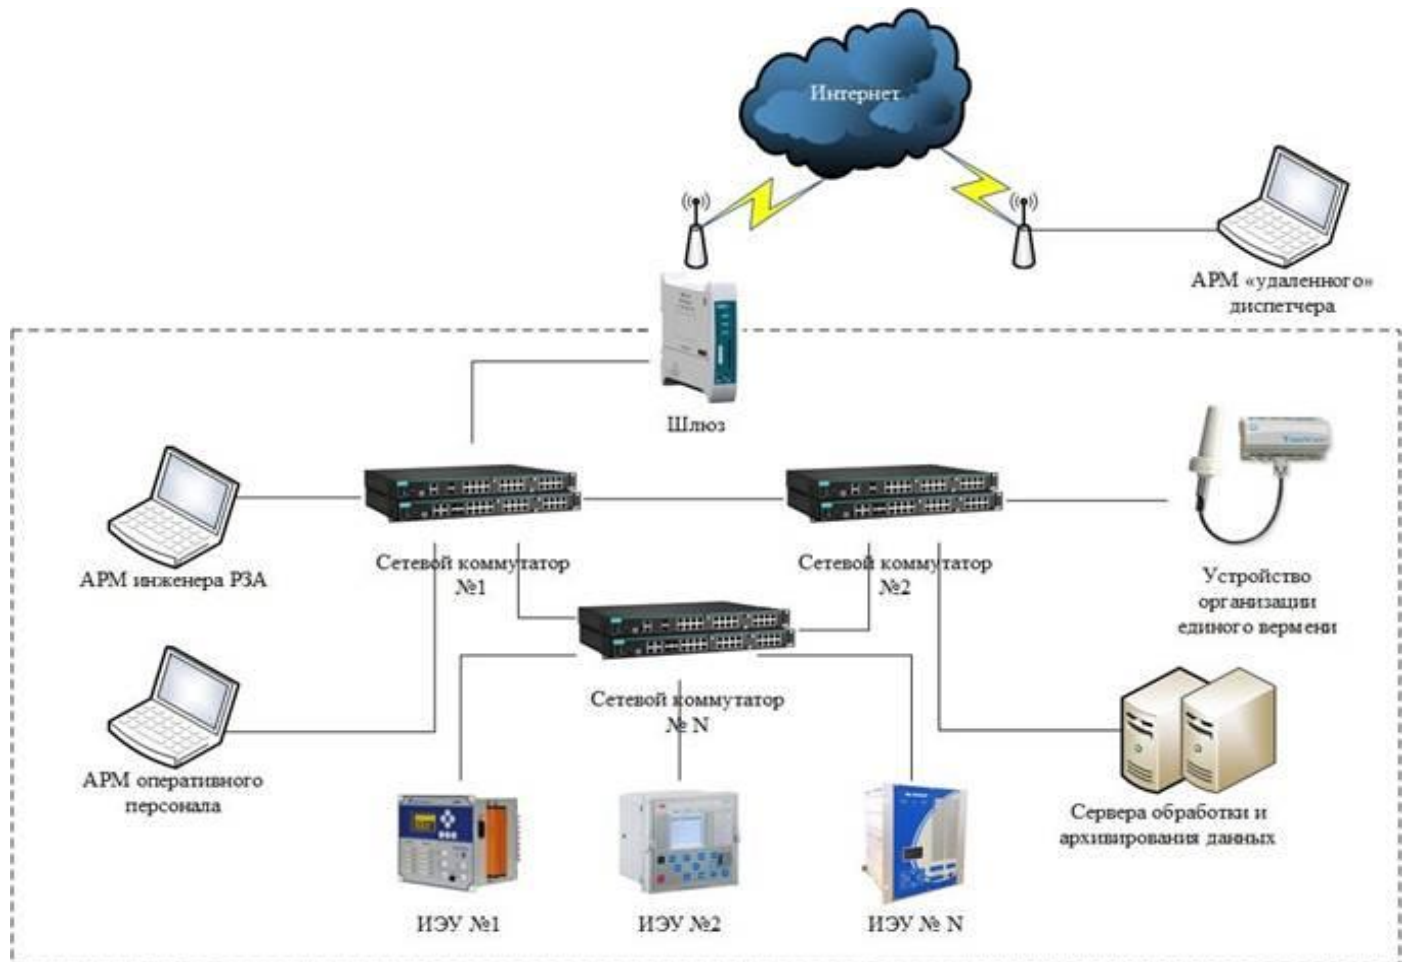 Интернет
АРМ «удаленного»
диспетчера
Шлюз
АРМ инженера РЗА
Сетевой коммутатор
№1
Сетевой коммутатор
№2
Устройство
организации
единого вермени
Сетевой коммутатор
№ N
АРМ оперативного
персонала
Сервера обработки и
архивирования данных
ИЭУ №1
ИЭУ №2
ИЭУ № N